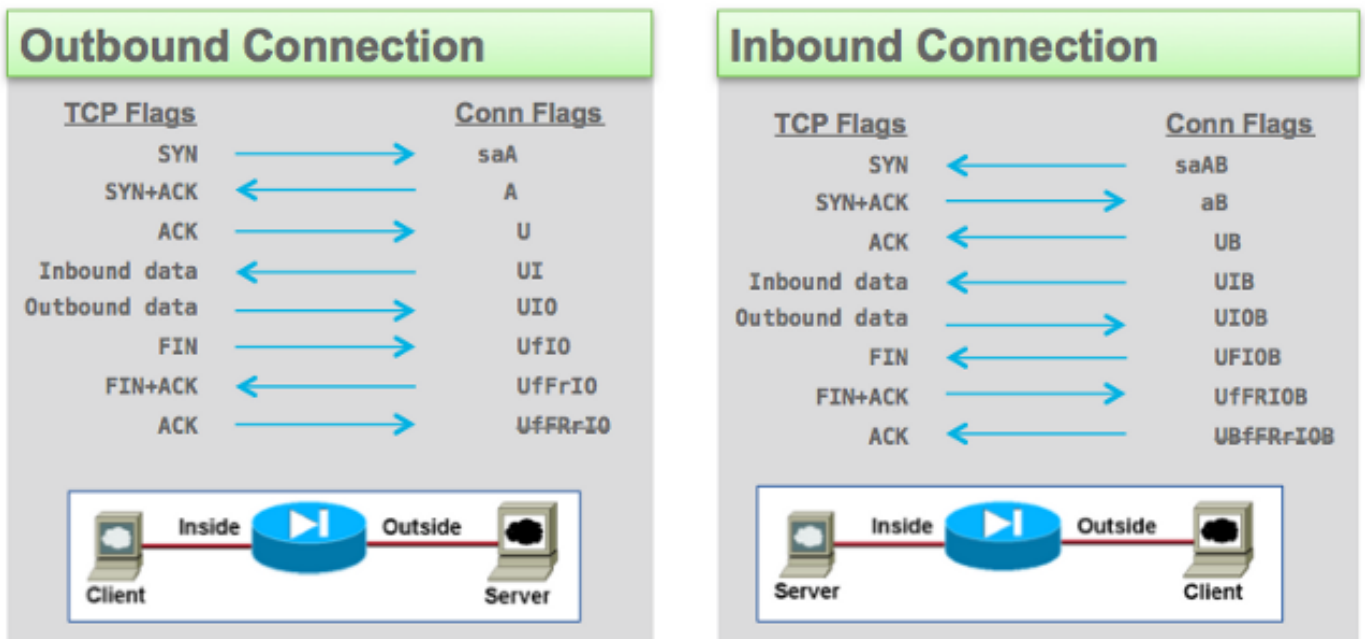 Outbound Connection
TCP Flags Conn Flags
SYN saA
SYN+ACK A
ACK U
Inbound data UI
Outbound data UIO
FIN UfIO
FIN+ACK UfFrIO
ACK UfFRrIO
Inside Outside
Client Server
Inbound Connection
TCP Flags Conn Flags
SYN saAB
SYN+ACK aB
ACK UB
Inbound data UIB
Outbound data UIOB
FIN UFIOB
FIN+ACK UfFRIOB
ACK UBfFRrIOB
Inside Outside
Server Client